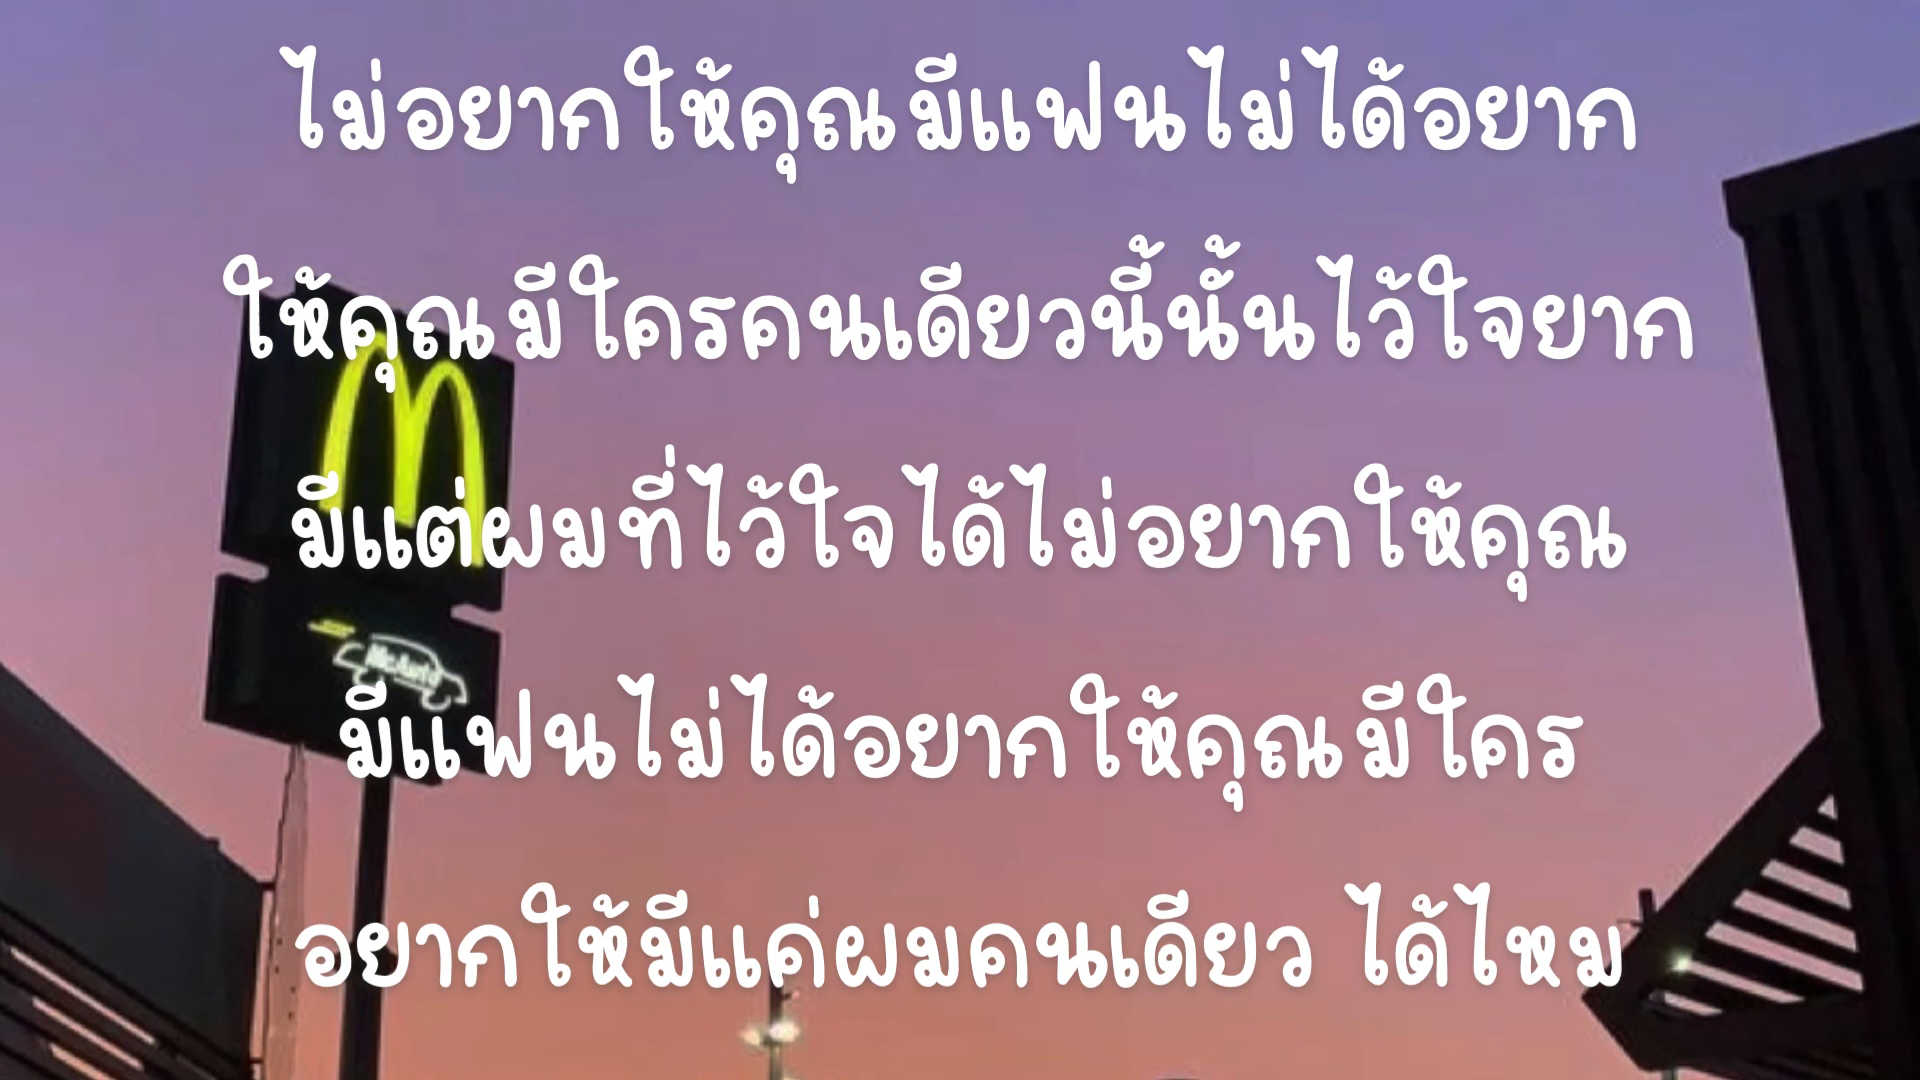 ไม่อยากให้คุณมีแฟนไม่ได้อยาก
ให้คุณมีใครคนเดียวนี้นั้นไว้ใจยาก
มีแต่ผมที่ไว้ใจได้ไม่อยากให้คุณ
มีแฟนไม่ได้อยากให้คุณมีใคร
อยากให้มีแค่ผมคนเดียว ได้ไหม
McAuto